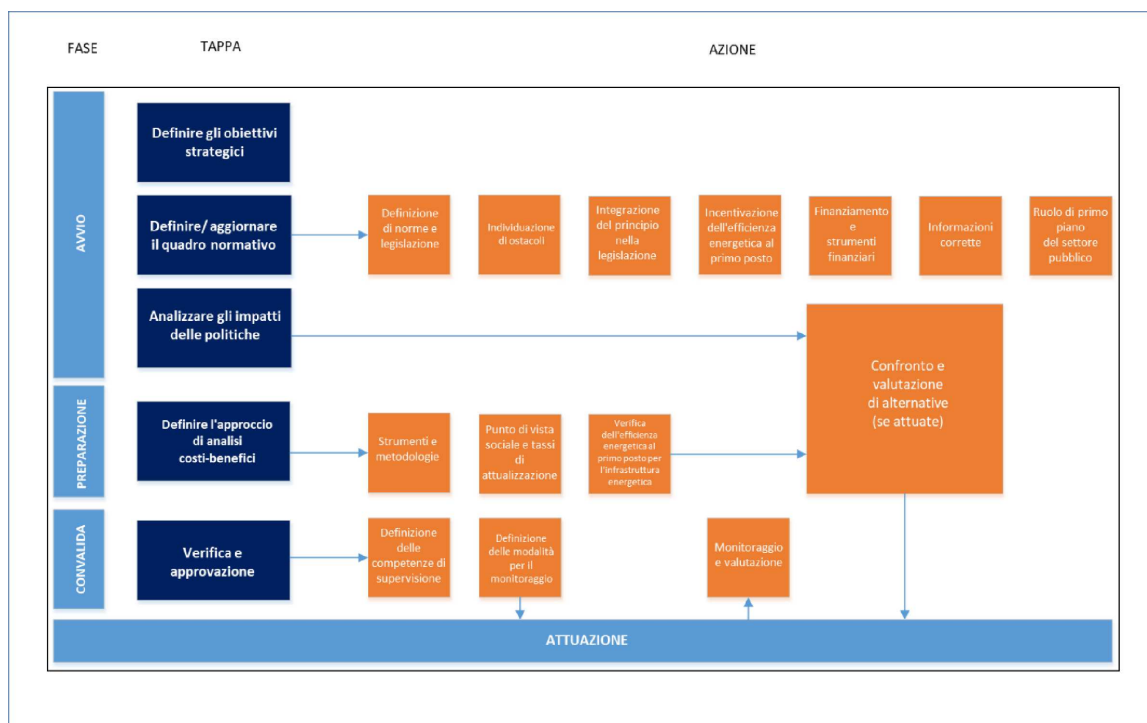 FASE
TAPPA
AZIONE
AVVIO
Definire gli obiettivi
strategici
Definire/aggiornare
il quadro normativo
Definizione
di norme e
legislazione
Individuazione
di ostacoli
Integrazione
del principio
nella
legislazione
Incentivazione
dell'efficienza
energetica al
primo posto
Finanziamento
e
strumenti
finanziari
Informazioni
corrette
Ruolo di primo
piano
del settore
pubblico
Analizzare gli impatti
delle politiche
Confronto e
valutazione
di alternative
(se attuate)
PREPARAZIONE
Definire l'approccio
di analisi
costi-benefici
Strumenti e
metodologie
Punto di vista
sociale e tassi
di
attualizzazione
Verifica
dell'efficienza
energetica al
primo posto per
l'infrastruttura
energetica
CONVALIDA
Verifica e
approvazione
Definizione
delle
competenze di
supervisione
Definizione
delle modalità
per il
monitoraggio
Monitoraggio
e valutazione
ATTUAZIONE